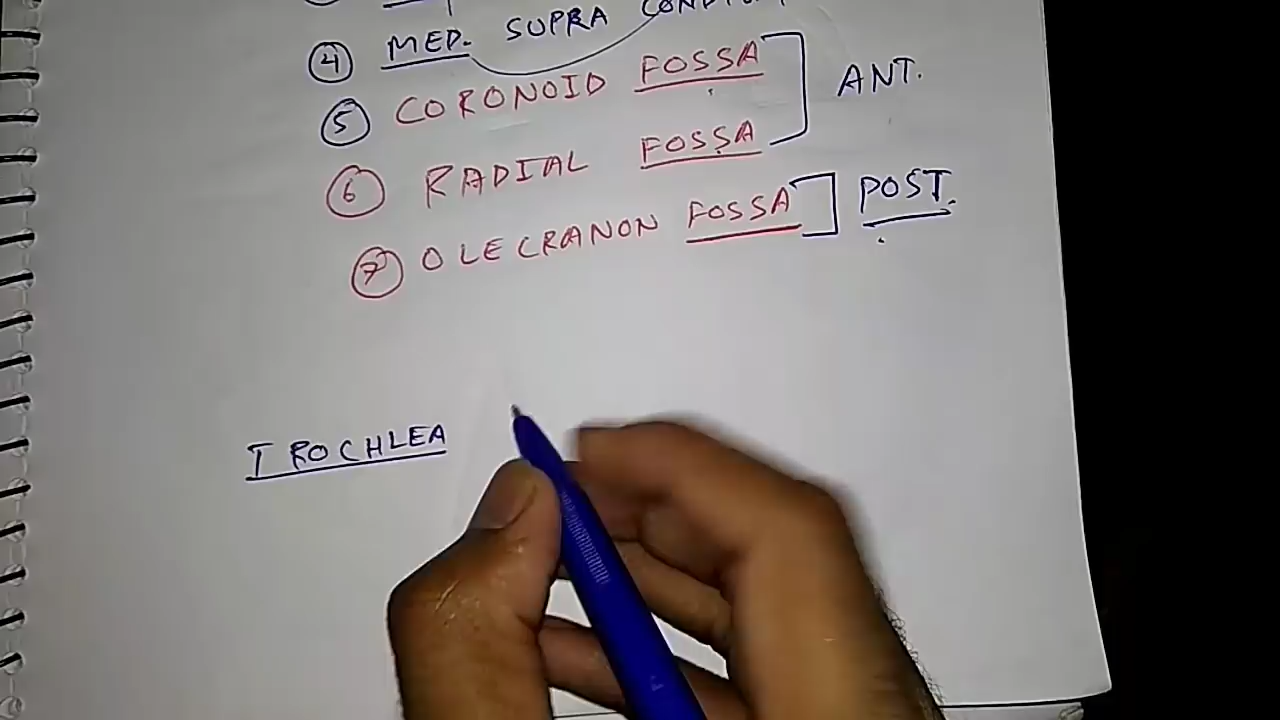 ④ MED. SUPRA
⑤ CORONOID FOSSA
ANT.
⑥ RADIAL FOSSA
⑦ OLECRANON FOSSA
POST.
TROCHLEA